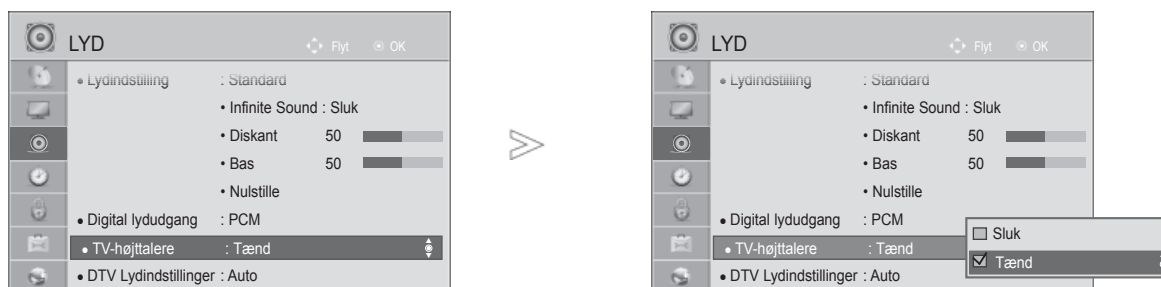 LYD Flyt OK
Lydindstilling : Standard
• Infinite Sound : Sluk
• Diskant 50
• Bas 50
• Nulstille
• Digital lydudgang : PCM
• TV-højttalere : Tænd
• DTV Lydindstillinger : Auto
LYD Flyt OK
• Lydindstilling : Standard
• Infinite Sound : Sluk
• Diskant 50
• Bas 50
• Nulstille
• Digital lydudgang : PCM
• TV-højttalere : Tænd
• DTV Lydindstillinger : Auto
Sluk
Tænd